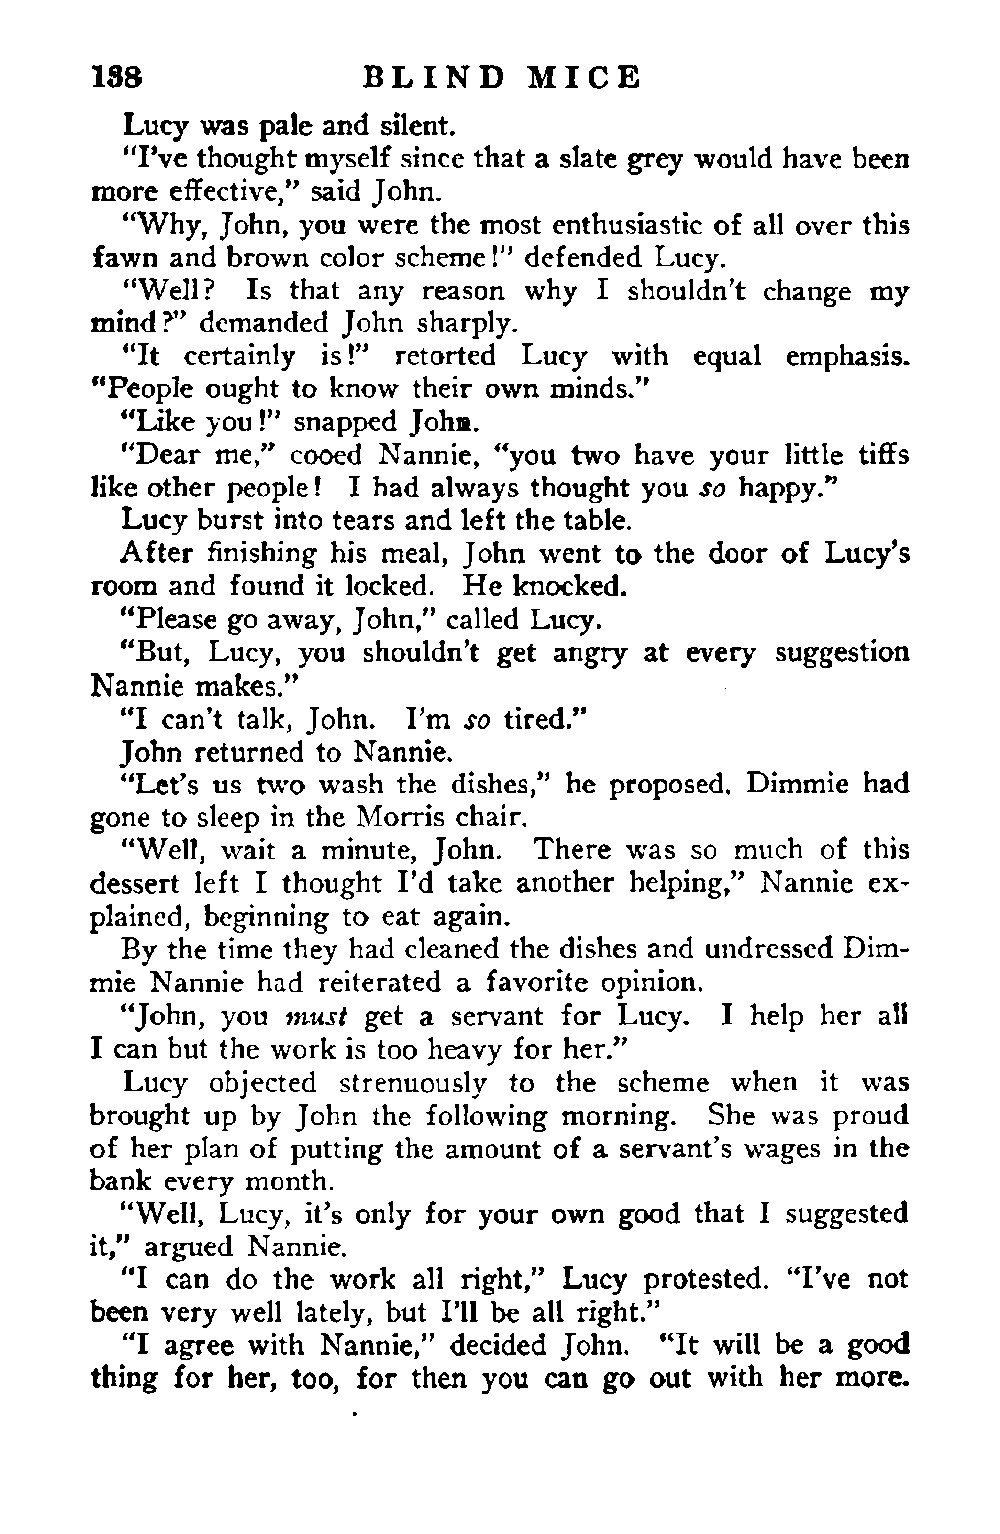 138 BLIND MICE
Lucy was pale and silent.
“I’ve thought myself since that a slate grey would have been
more effective,” said John.
“Why, John, you were the most enthusiastic of all over this
fawn and brown color scheme!” defended Lucy.
“Well? Is that any reason why I shouldn’t change my
mind?” demanded John sharply.
“It certainly is!” retorted Lucy with equal emphasis.
“People ought to know their own minds.”
“Like you!” snapped John.
“Dear me,” cooed Nannie, “you two have your little tiffs
like other people! I had always thought you so happy.”
Lucy burst into tears and left the table.
After finishing his meal, John went to the door of Lucy’s
room and found it locked. He knocked.
“Please go away, John,” called Lucy.
“But, Lucy, you shouldn’t get angry at every suggestion
Nannie makes.”
“I can’t talk, John. I’m so tired.”
John returned to Nannie.
“Let’s us two wash the dishes,” he proposed. Dimmie had
gone to sleep in the Morris chair.
“Well, wait a minute, John. There was so much of this
dessert left I thought I’d take another helping,” Nannie ex-
plained, beginning to eat again.
By the time they had cleaned the dishes and undressed Dim-
mie Nannie had reiterated a favorite opinion.
“John, you must get a servant for Lucy. I help her all
I can but the work is too heavy for her.”
Lucy objected strenuously to the scheme when it was
brought up by John the following morning. She was proud
of her plan of putting the amount of a servant’s wages in the
bank every month.
“Well, Lucy, it’s only for your own good that I suggested
it,” argued Nannie.
“I can do the work all right,” Lucy protested. “I’ve not
been very well lately, but I’ll be all right.”
“I agree with Nannie,” decided John. “It will be a good
thing for her, too, for then you can go out with her more.